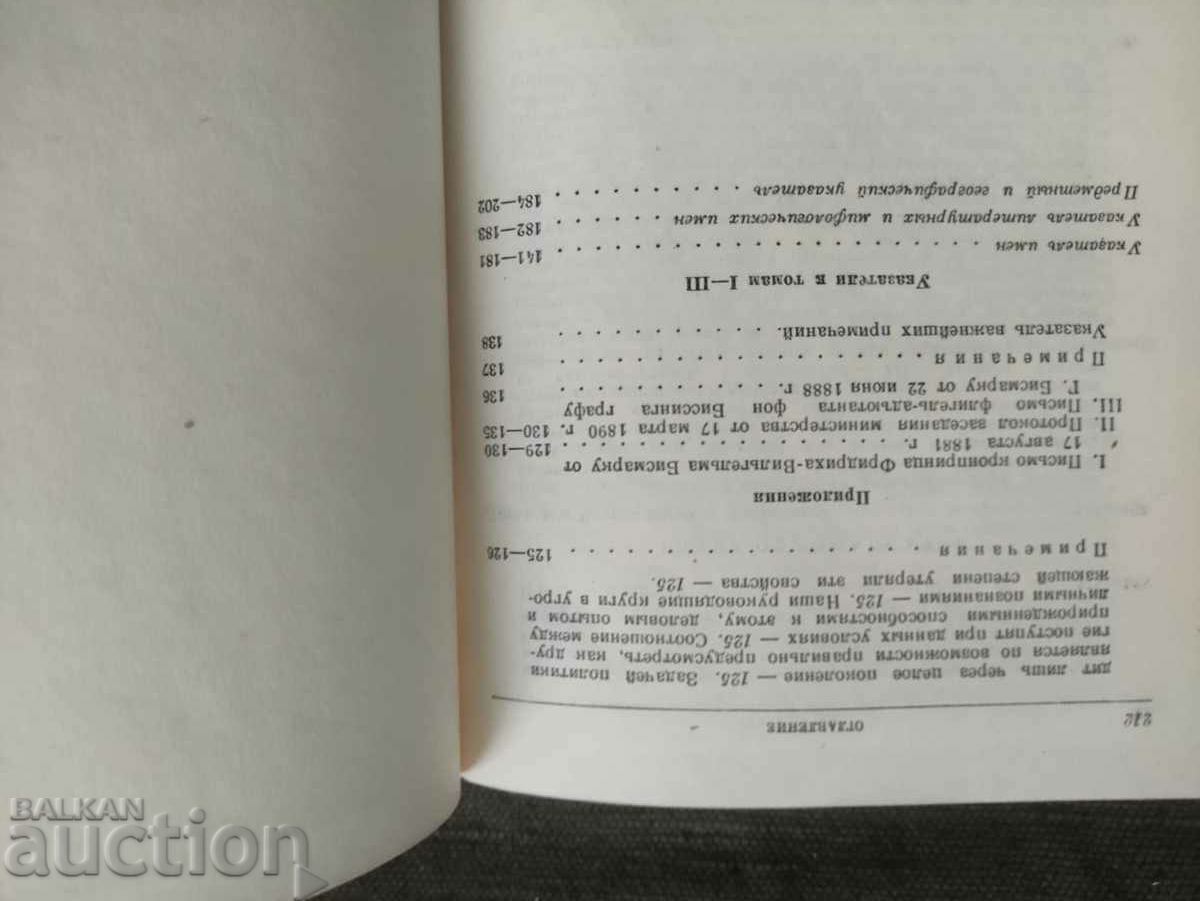 212
ОГЛАВЛЕНИЕ
дит лишь через целое поколение — 125. Задачей политики
является по возможности правильно предусмотреть, как дру-
гие поступят при данных условиях — 125. Соотношение между
прирожденными способностями к этому, деловым опытом и
личными познаниями — 125. Наши руководящие круги в угро-
жающей степени утеряли эти свойства — 125.
Примечания . . . . . . . . . . . . . . . . 125—126
Приложения
I. Письмо кронпринца Фридриха-Вильгельма Бисмарку от
17 августа 1881 г. . . . . . . . . . . . . . . . 129—130
II. Протокол заседания министерства от 17 марта 1890 г. 130—135
III. Письмо флигель-адъютанта фон Биссинга графу
Г. Бисмарку от 22 июня 1888 г. . . . . . . . . . . 136
Примечания . . . . . . . . . . . . . . . . . . 137
Указатель важнейших примечаний. . . . . . . . . . . 138
Указатели к томам I—III
Указатель имен . . . . . . . . . . . . . . . . . . 141—181
Указатель литературных и мифологических имен . . . . . . 182—183
Предметный и географический указатель . . . . . . . . . . 184—202
BALKAN
auction